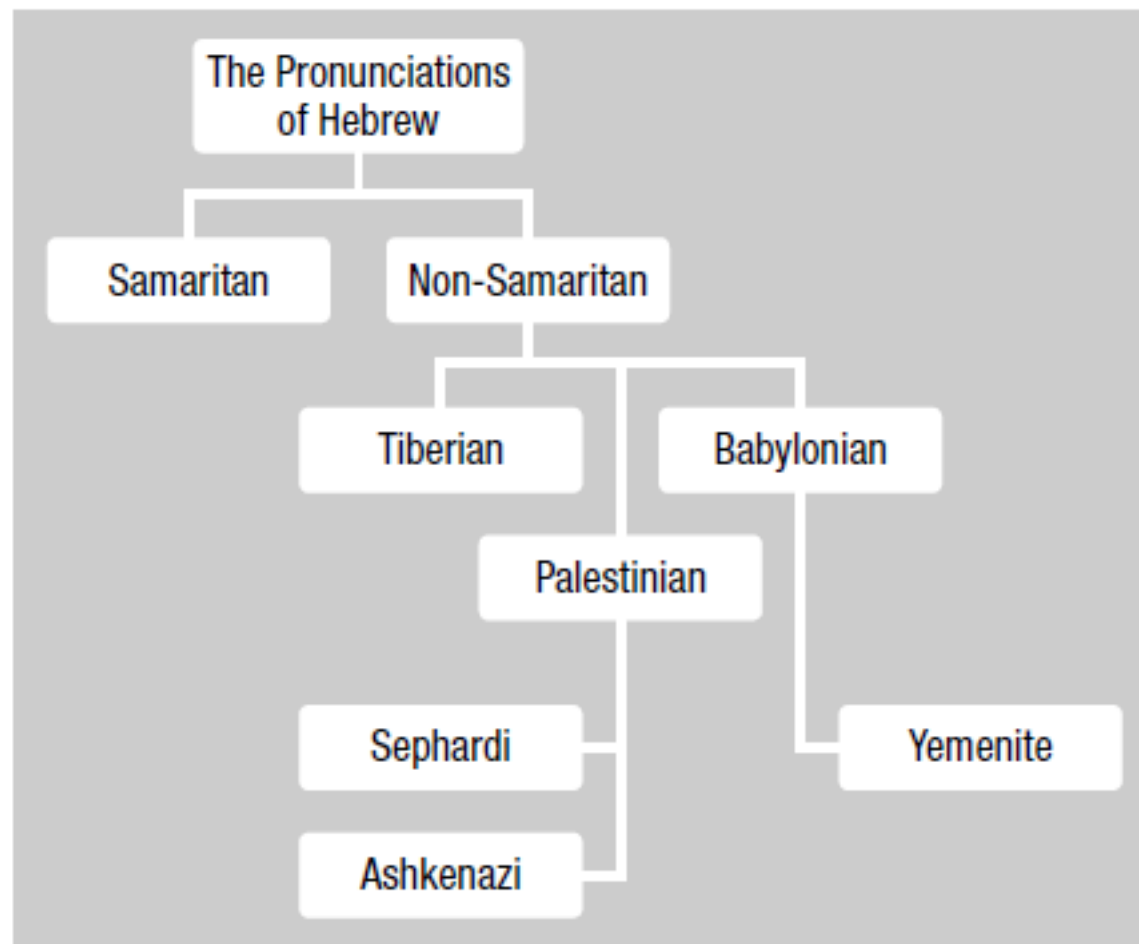 The Pronunciations
of Hebrew
Samaritan
Non-Samaritan
Tiberian
Babylonian
Palestinian
Sephardi
Yemenite
Ashkenazi